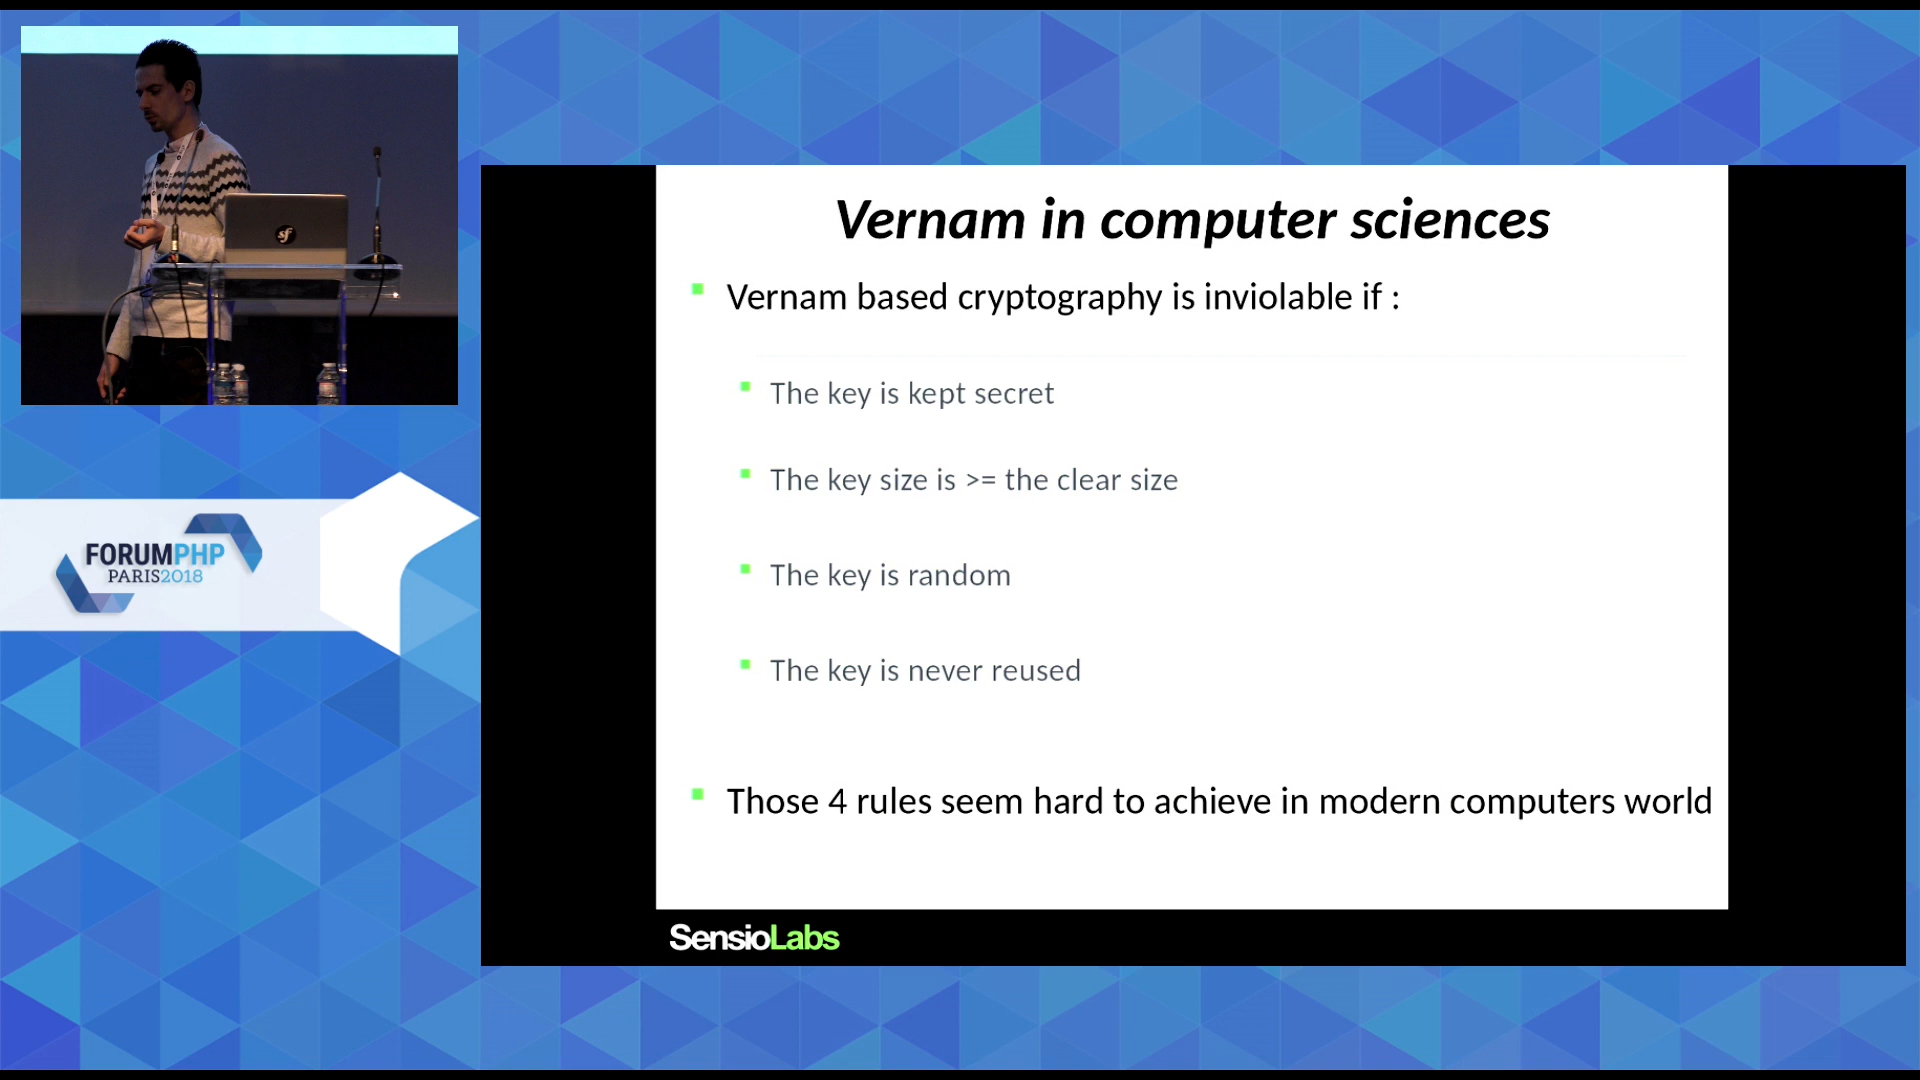 Vernam in computer sciences
Vernam based cryptography is inviolable if :
The key is kept secret
The key size is >= the clear size
The key is random
The key is never reused
Those 4 rules seem hard to achieve in modern computers world
SensioLabs
FORUMPHP
PARIS2018
sf